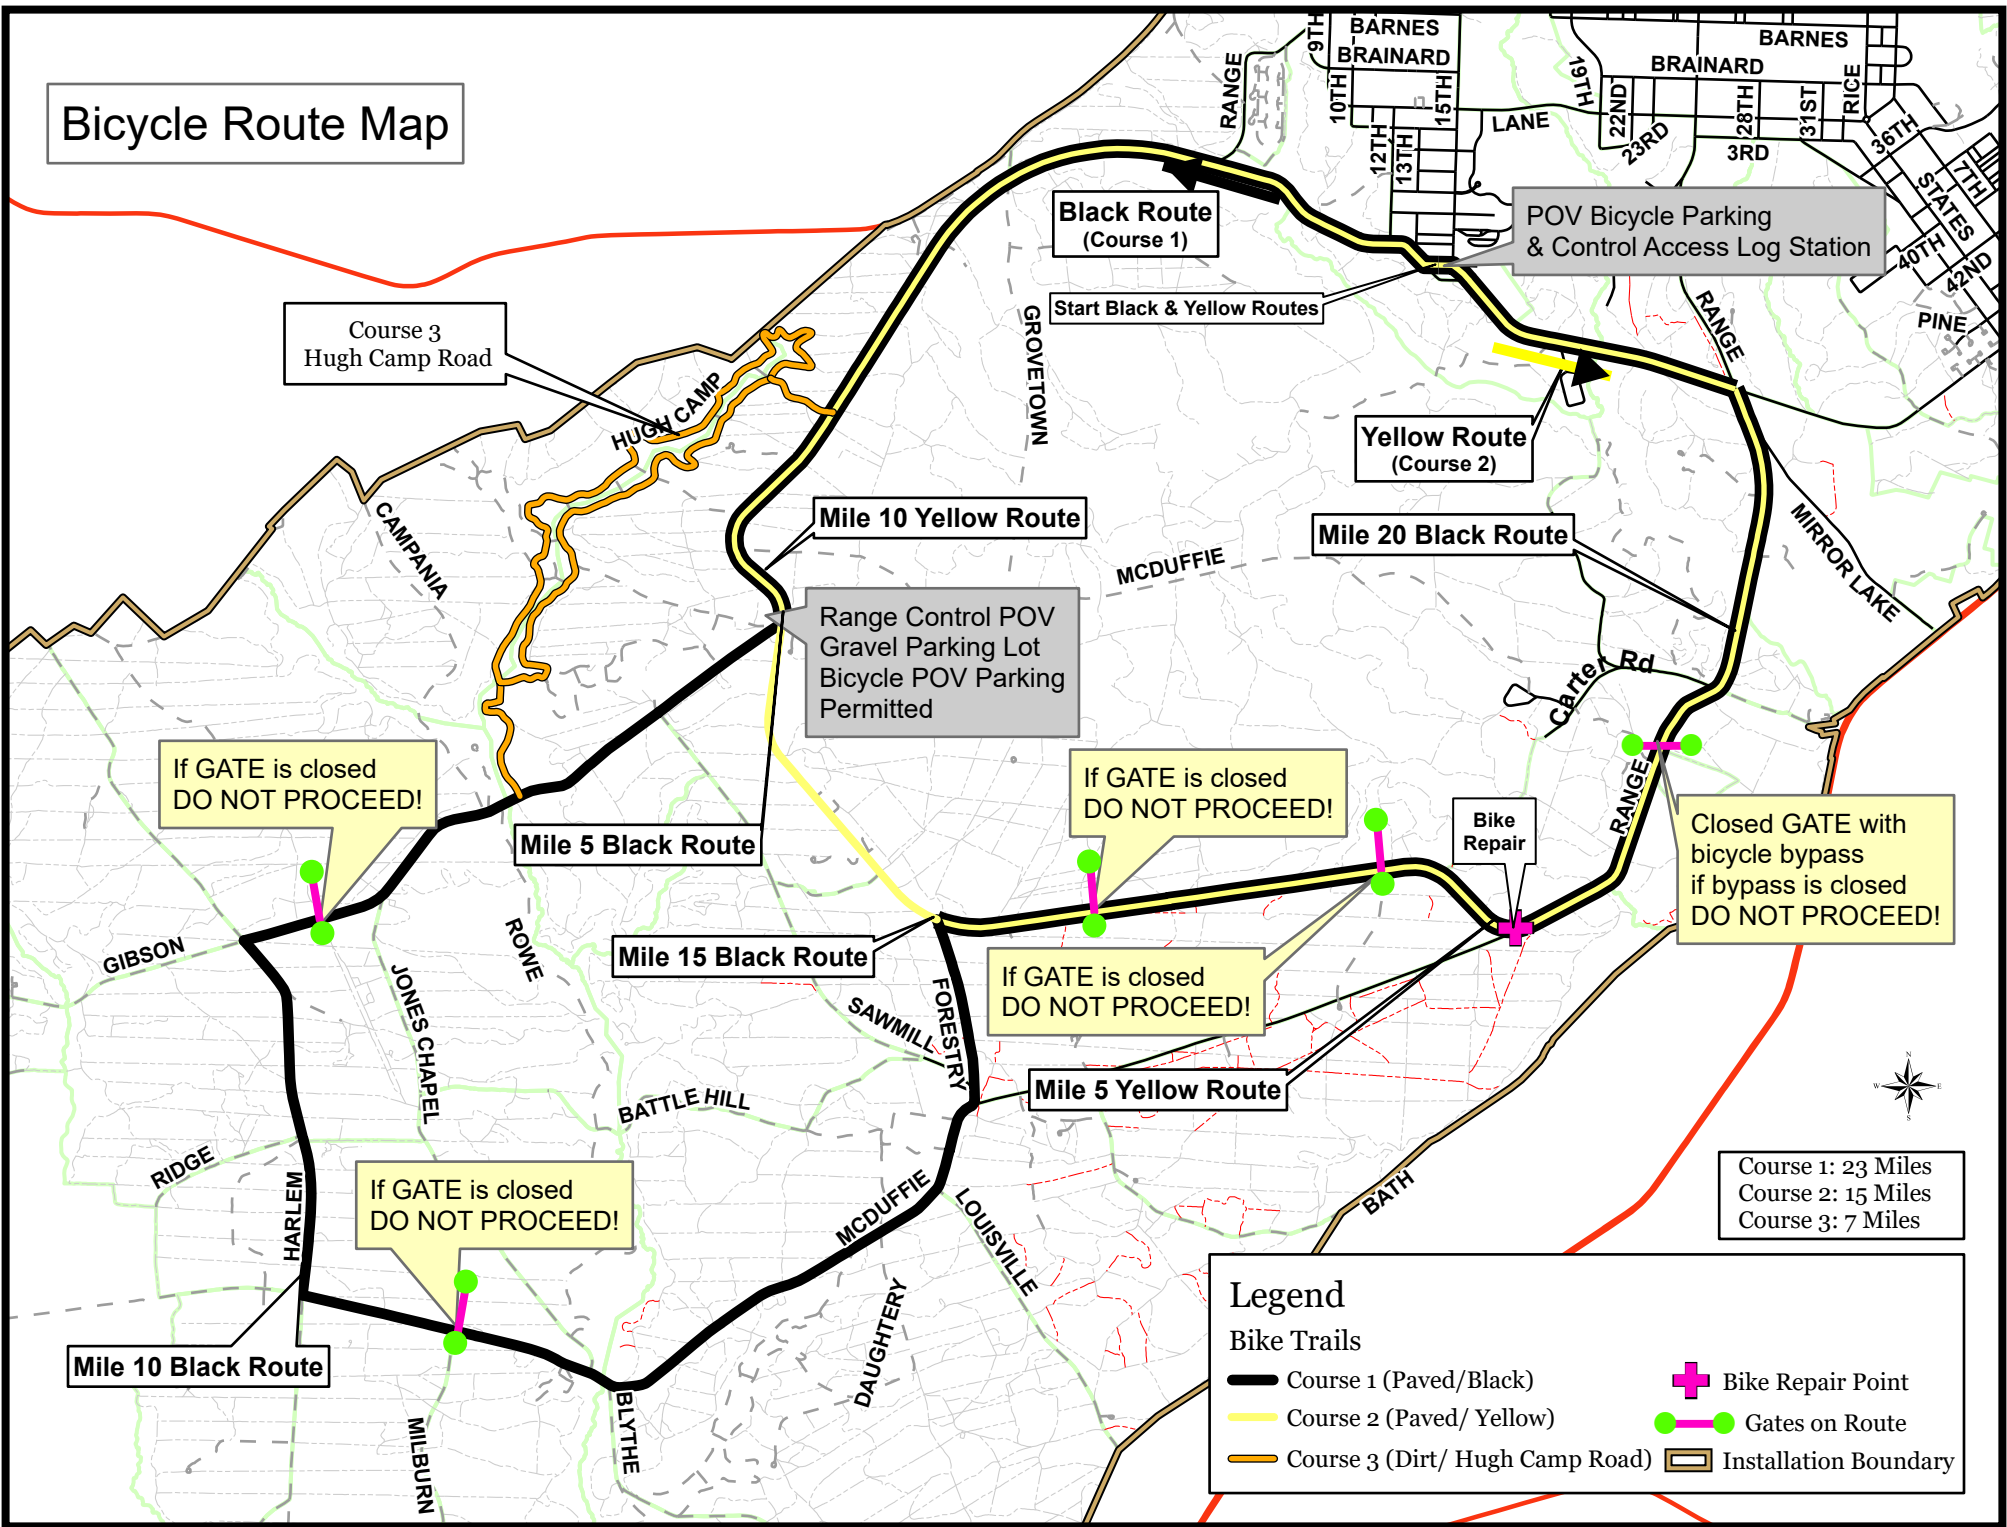 Bicycle Route Map
9TH
BARNES
BRAINARD
RANGE
10TH
15TH
12TH
13TH
LANE
19TH
BARNES
BRAINARD
RICE
22ND
23RD
28TH
31ST
3RD
36TH
7TH
STATES
40TH
42ND
PINE
Black Route
(Course 1)
POV Bicycle Parking
& Control Access Log Station
Start Black & Yellow Routes
RANGE
Course 3
Hugh Camp Road
GROVETOWN
HUGH CAMP
Yellow Route
(Course 2)
CAMPANIA
Mile 10 Yellow Route
Mile 20 Black Route
MIRROR LAKE
MCDUFFIE
Range Control POV
Gravel Parking Lot
Bicycle POV Parking
Permitted
Carter Rd
If GATE is closed
DO NOT PROCEED!
If GATE is closed
DO NOT PROCEED!
RANGE
Bike
Repair
Closed GATE with
bicycle bypass
if bypass is closed
DO NOT PROCEED!
Mile 5 Black Route
GIBSON
ROWE
Mile 15 Black Route
If GATE is closed
DO NOT PROCEED!
JONES CHAPEL
SAWMILL
FORESTRY
Mile 5 Yellow Route
BATTLE HILL
RIDGE
HARLEM
If GATE is closed
DO NOT PROCEED!
MCDUFFIE
LOUISVILLE
BATH
N
W
E
S
Course 1: 23 Miles
Course 2: 15 Miles
Course 3: 7 Miles
DAUGHTERY
Mile 10 Black Route
MILBURN
BLYTHE
Legend
Bike Trails
Course 1 (Paved/Black)
Course 2 (Paved/ Yellow)
Course 3 (Dirt/ Hugh Camp Road)
Bike Repair Point
Gates on Route
Installation Boundary